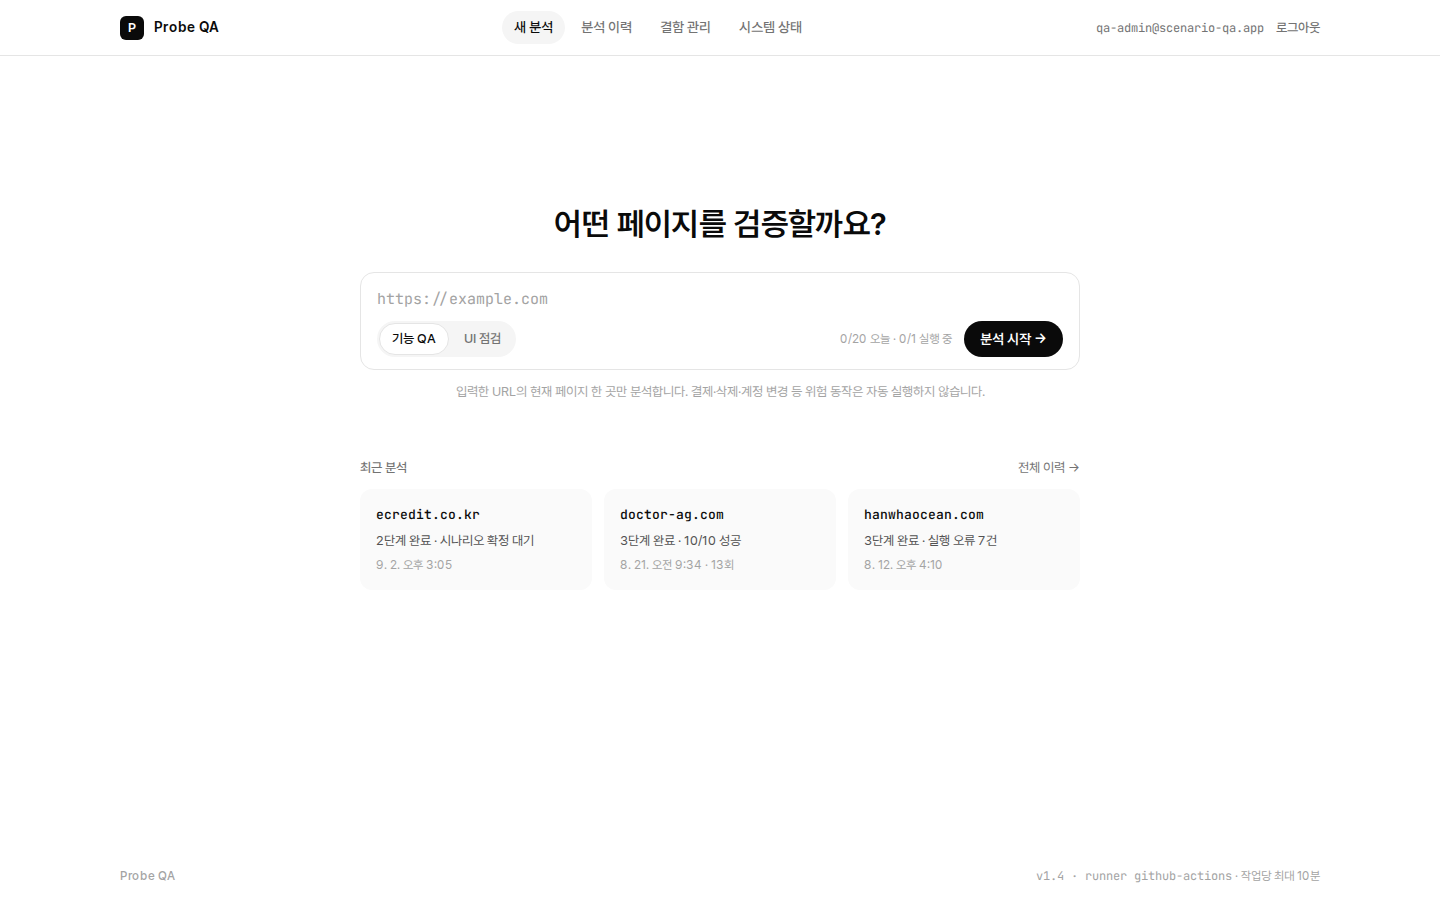 P Probe QA 새 분석 분석 이력 결함 관리 시스템 상태 qa-admin@scenario-qa.app 로그아웃
어떤 페이지를 검증할까요?
https://example.com
기능 QA UI 점검 0/20 오늘 · 0/1 실행 중 분석 시작 →
입력한 URL의 현재 페이지 한 곳만 분석합니다. 결제·삭제·계정 변경 등 위험 동작은 자동 실행하지 않습니다.
최근 분석 전체 이력 →
ecredit.co.kr
2단계 완료 · 시나리오 확정 대기
9. 2. 오후 3:05
doctor-ag.com
3단계 완료 · 10/10 성공
8. 21. 오전 9:34 · 13회
hanwhaocean.com
3단계 완료 · 실행 오류 7건
8. 12. 오후 4:10
Probe QA v1.4 · runner github-actions · 작업당 최대 10분